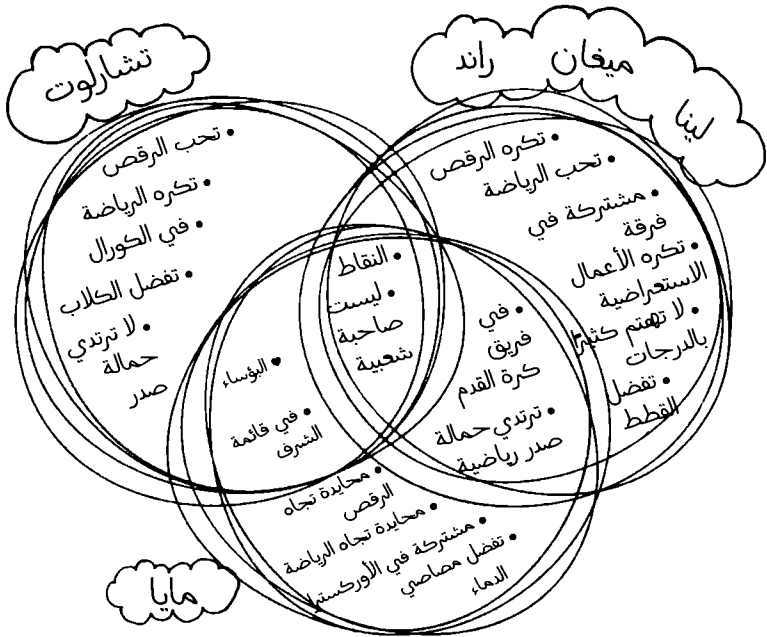 تشارلوت
ميغان راند
لينا
• تحب الرقص
• تكره الرياضة
• في الكورال
• تفضل الكلاب
• لا ترتدي
حمالة
صدر
• تكره الرقص
• تحب الرياضة
• مشتركة في
فرقة
• تكره الأعمال
الاستعراضية
• لا تهتم كثيرا
بالدرجات
• تفضل
القطط
• النقاط
• ليست
صاحبة
شعبية
♥ البؤساء
• في قائمة
الشرف
• في
فريق
كرة القدم
• ترتدي حمالة
صدر رياضية
• محايدة تجاه
الرقص
• محايدة تجاه الرياضة
• مشتركة في الأوركسترا
• تفضل مصاصي
الدماء
مايا